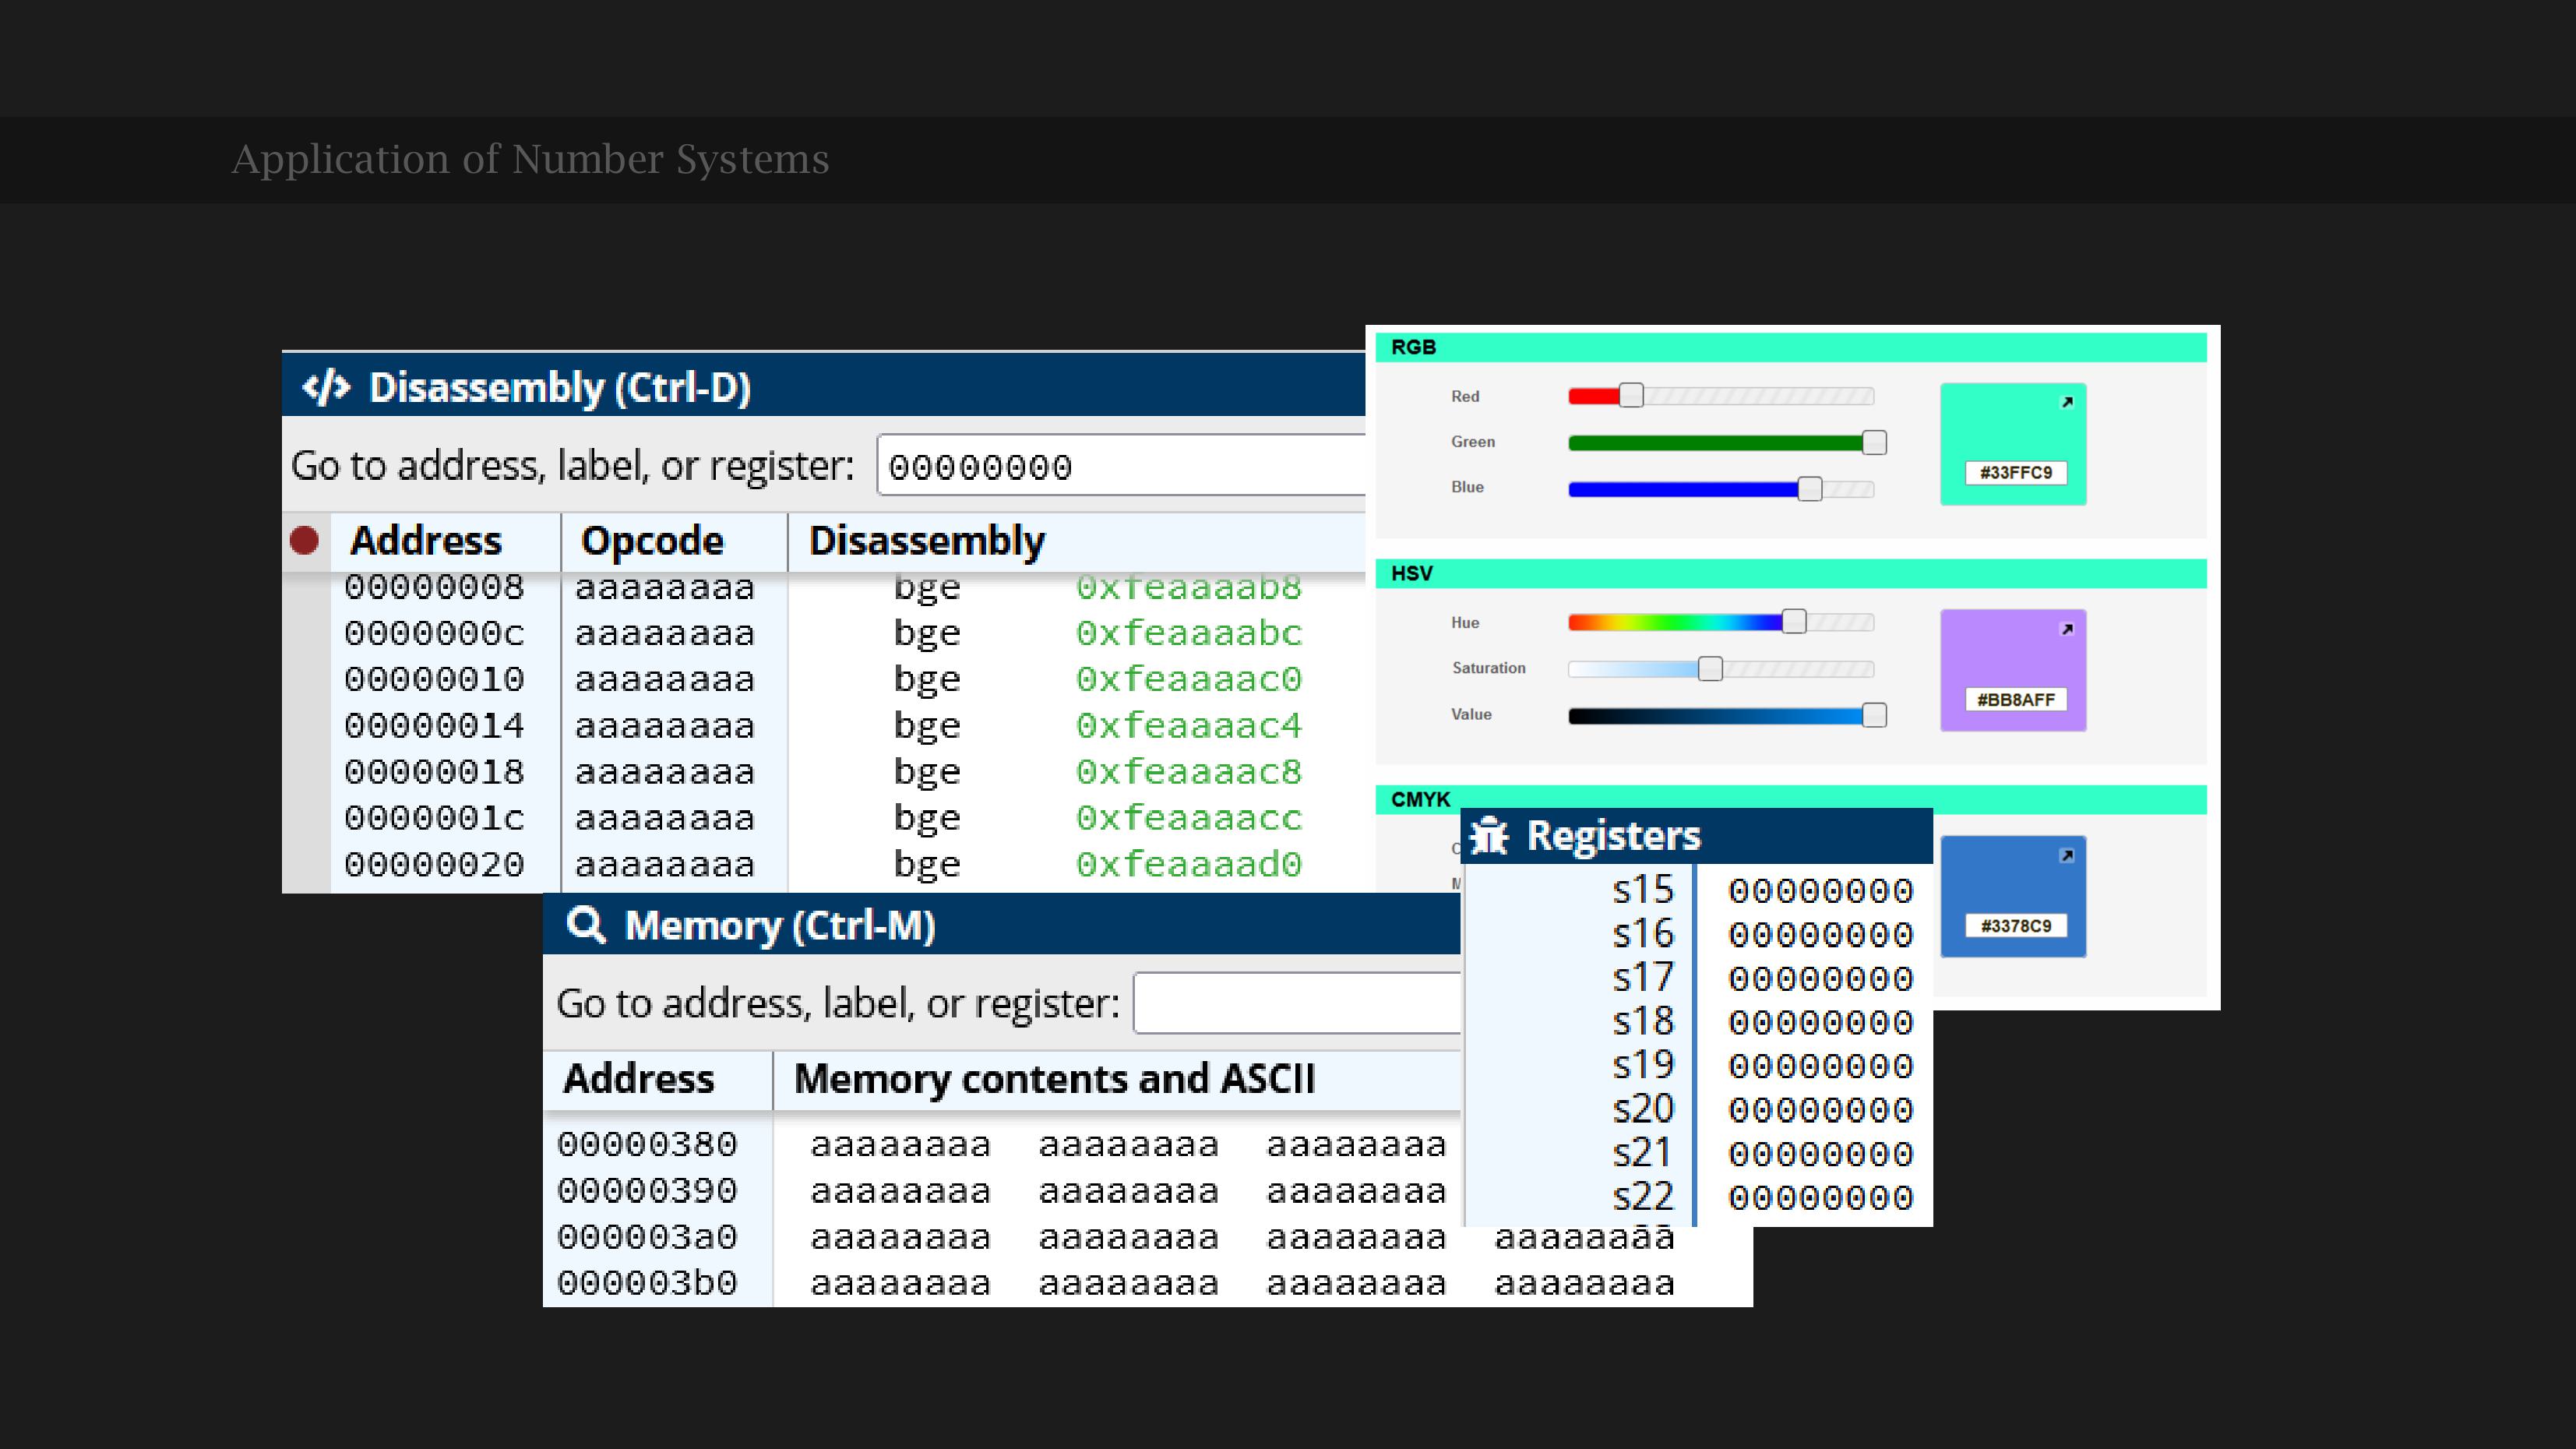 Application of Number Systems
Disassembly (Ctrl-D)
Go to address, label, or register: 00000000
Address Opcode Disassembly
00000008 aaaaaaaa bge 0xfeaaaab8
0000000c aaaaaaaa bge 0xfeaaaabc
00000010 aaaaaaaa bge 0xfeaaaac0
00000014 aaaaaaaa bge 0xfeaaaac4
00000018 aaaaaaaa bge 0xfeaaaac8
0000001c aaaaaaaa bge 0xfeaaaacc
00000020 aaaaaaaa bge 0xfeaaaad0
RGB
Red
Green
Blue
#33FFC9
HSV
Hue
Saturation
Value
#BB8AFF
CMYK
#3378C9
Registers
s15 00000000
s16 00000000
s17 00000000
s18 00000000
s19 00000000
s20 00000000
s21 00000000
s22 00000000
Memory (Ctrl-M)
Go to address, label, or register:
Address Memory contents and ASCII
00000380 aaaaaaaa aaaaaaaa aaaaaaaa
00000390 aaaaaaaa aaaaaaaa aaaaaaaa
000003a0 aaaaaaaa aaaaaaaa aaaaaaaa aaaaaaaa
000003b0 aaaaaaaa aaaaaaaa aaaaaaaa aaaaaaaa